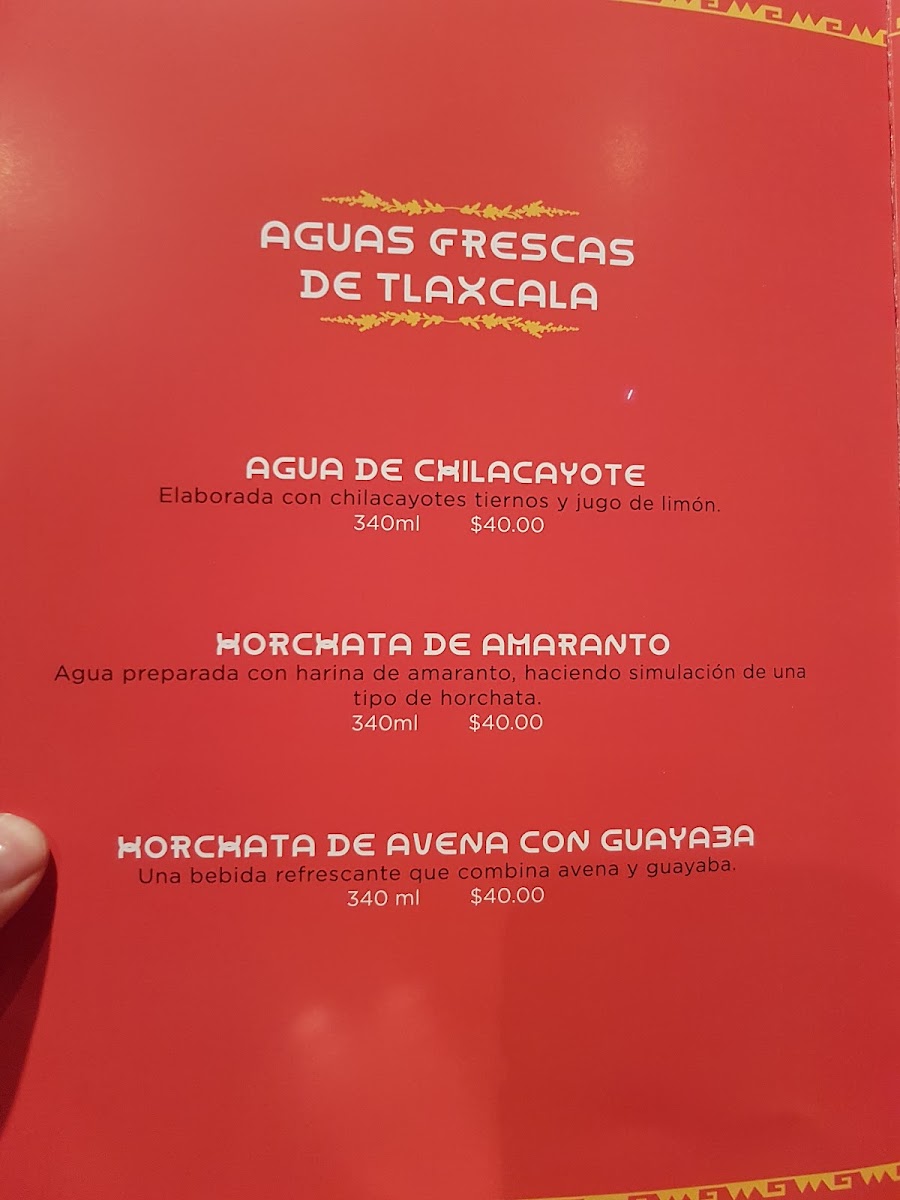 AGUAS FRESCAS
DE TLAXCALA
AGUA DE CHILACAYOTE
Elaborada con chilacayotes tiernos y jugo de limón.
340ml $40.00
HORCHATA DE AMARANTO
Agua preparada con harina de amaranto, haciendo simulación de una
tipo de horchata.
340ml $40.00
HORCHATA DE AVENA CON GUAYABA
Una bebida refrescante que combina avena y guayaba.
340 ml $40.00